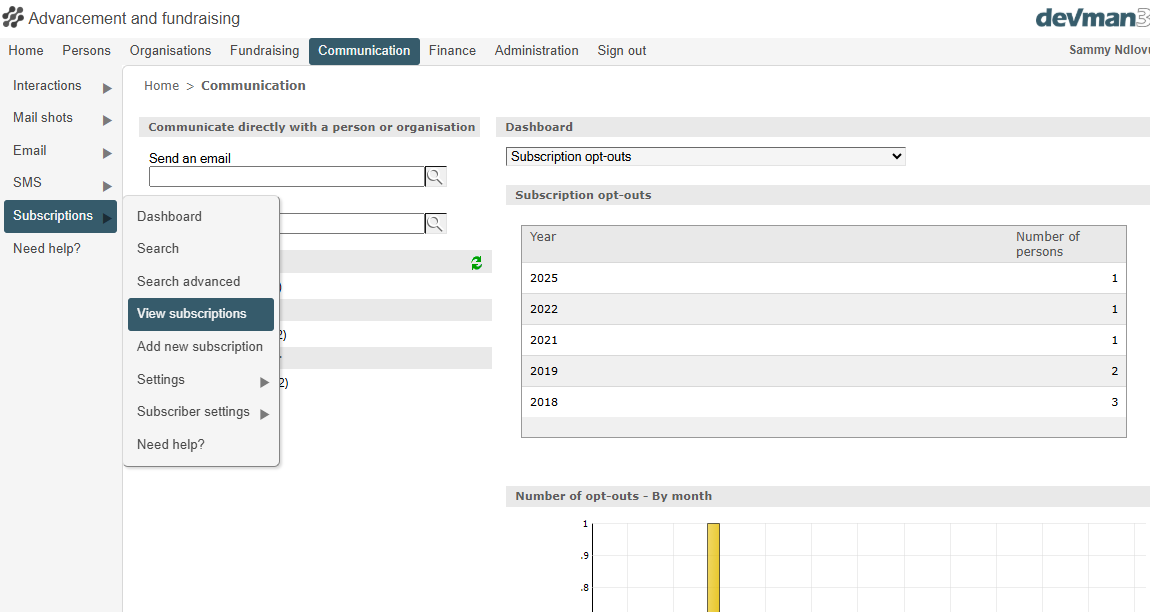 Advancement and fundraising
devman3
Home Persons Organisations Fundraising Communication Finance Administration Sign out
Sammy Ndlovu
Interactions
Mail shots
Email
SMS
Subscriptions
Need help?
Dashboard
Search
Search advanced
View subscriptions
Add new subscription
Settings
Subscriber settings
Need help?
Home > Communication
Communicate directly with a person or organisation
Send an email
)
2)
2)
Dashboard
Subscription opt-outs
Subscription opt-outs
Year Number of
persons
2025 1
2022 1
2021 1
2019 2
2018 3
Number of opt-outs - By month
1
.9
.8